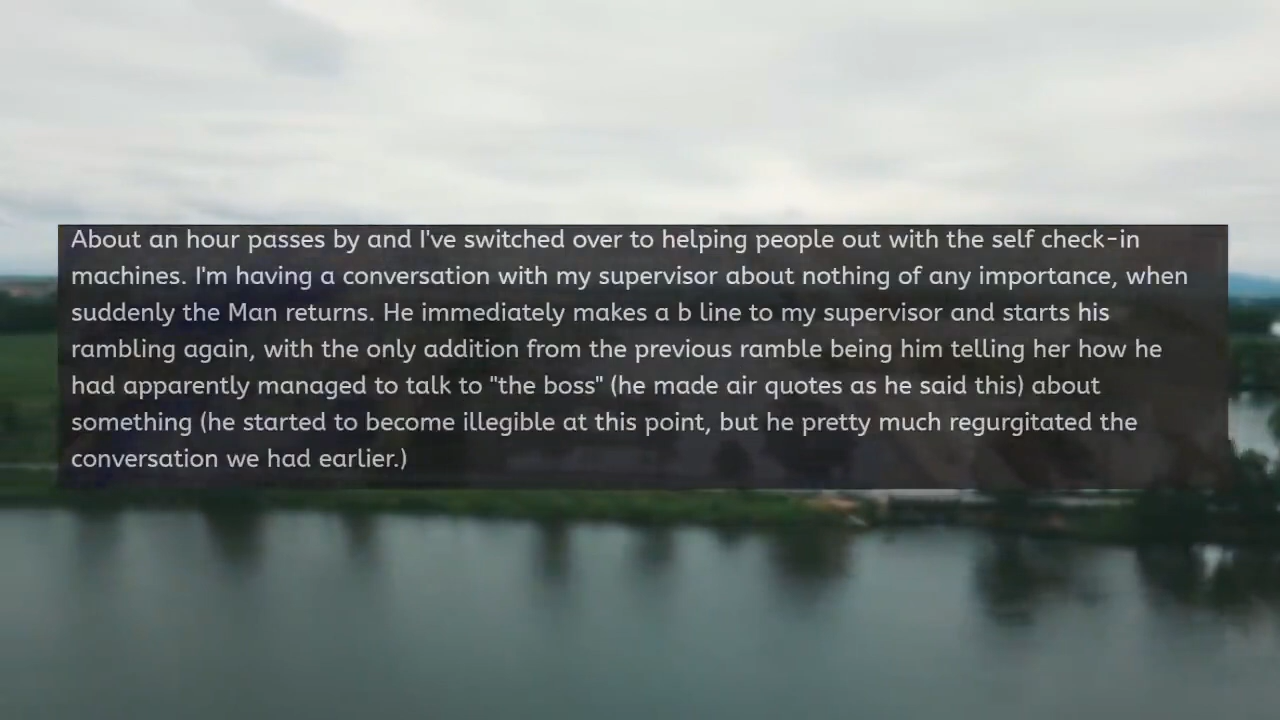 About an hour passes by and I've switched over to helping people out with the self check-in
machines. I'm having a conversation with my supervisor about nothing of any importance, when
suddenly the Man returns. He immediately makes a b line to my supervisor and starts his
rambling again, with the only addition from the previous ramble being him telling her how he
had apparently managed to talk to "the boss" (he made air quotes as he said this) about
something (he started to become illegible at this point, but he pretty much regurgitated the
conversation we had earlier.)